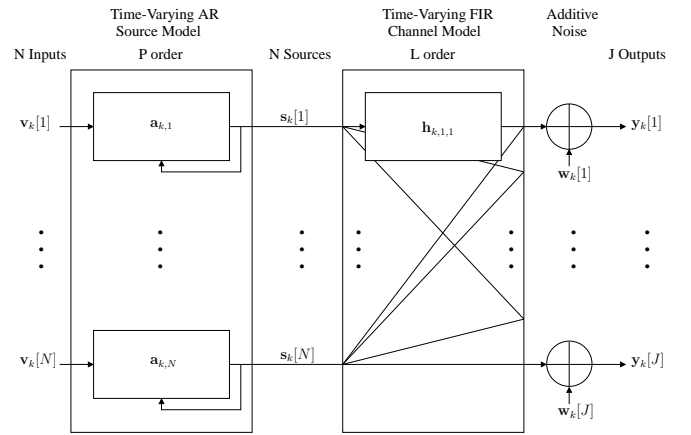 Time-Varying AR
Source Model
Time-Varying FIR
Channel Model
Additive
Noise
N Inputs
P order
N Sources
L order
J Outputs
v_k[1]
a_{k,1}
s_k[1]
h_{k,1,1}
y_k[1]
w_k[1]
v_k[N]
a_{k,N}
s_k[N]
y_k[J]
w_k[J]